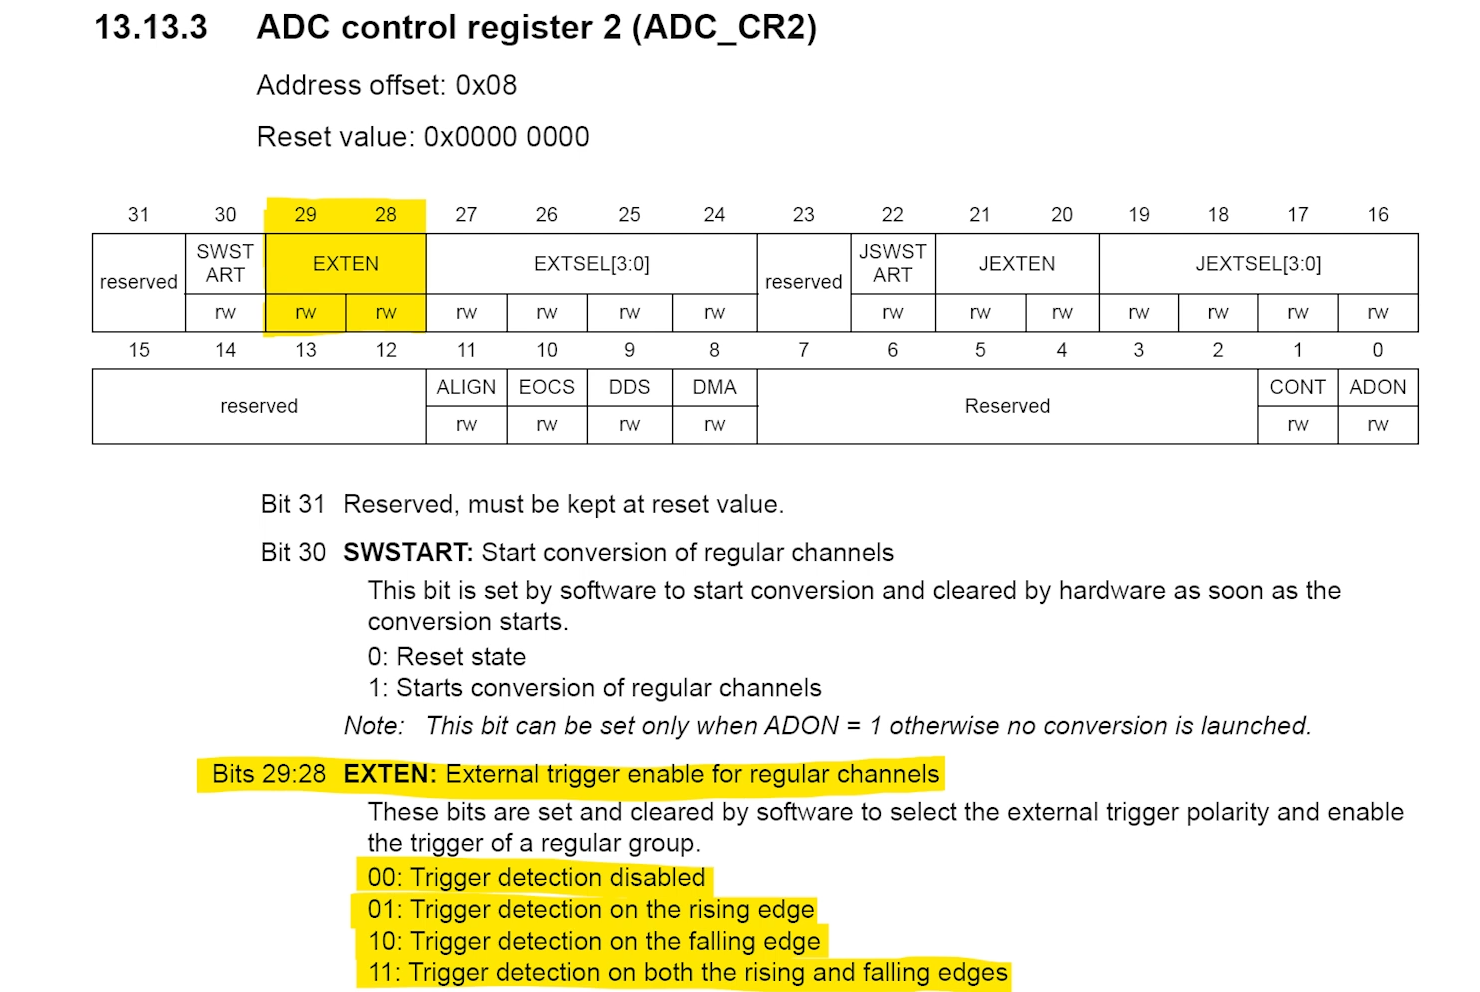 13.13.3 ADC control register 2 (ADC_CR2)
Address offset: 0x08
Reset value: 0x0000 0000
31 30 29 28 27 26 25 24 23 22 21 20 19 18 17 16
reserved SWST ART EXTEN EXTSEL[3:0] reserved JSWST ART JEXTEN JEXTSEL[3:0]
rw rw rw rw rw rw rw rw rw rw rw rw rw rw
15 14 13 12 11 10 9 8 7 6 5 4 3 2 1 0
reserved ALIGN EOCS DDS DMA Reserved CONT ADON
rw rw rw rw rw rw
Bit 31 Reserved, must be kept at reset value.
Bit 30 SWSTART: Start conversion of regular channels
This bit is set by software to start conversion and cleared by hardware as soon as the
conversion starts.
0: Reset state
1: Starts conversion of regular channels
Note: This bit can be set only when ADON = 1 otherwise no conversion is launched.
Bits 29:28 EXTEN: External trigger enable for regular channels
These bits are set and cleared by software to select the external trigger polarity and enable
the trigger of a regular group.
00: Trigger detection disabled
01: Trigger detection on the rising edge
10: Trigger detection on the falling edge
11: Trigger detection on both the rising and falling edges